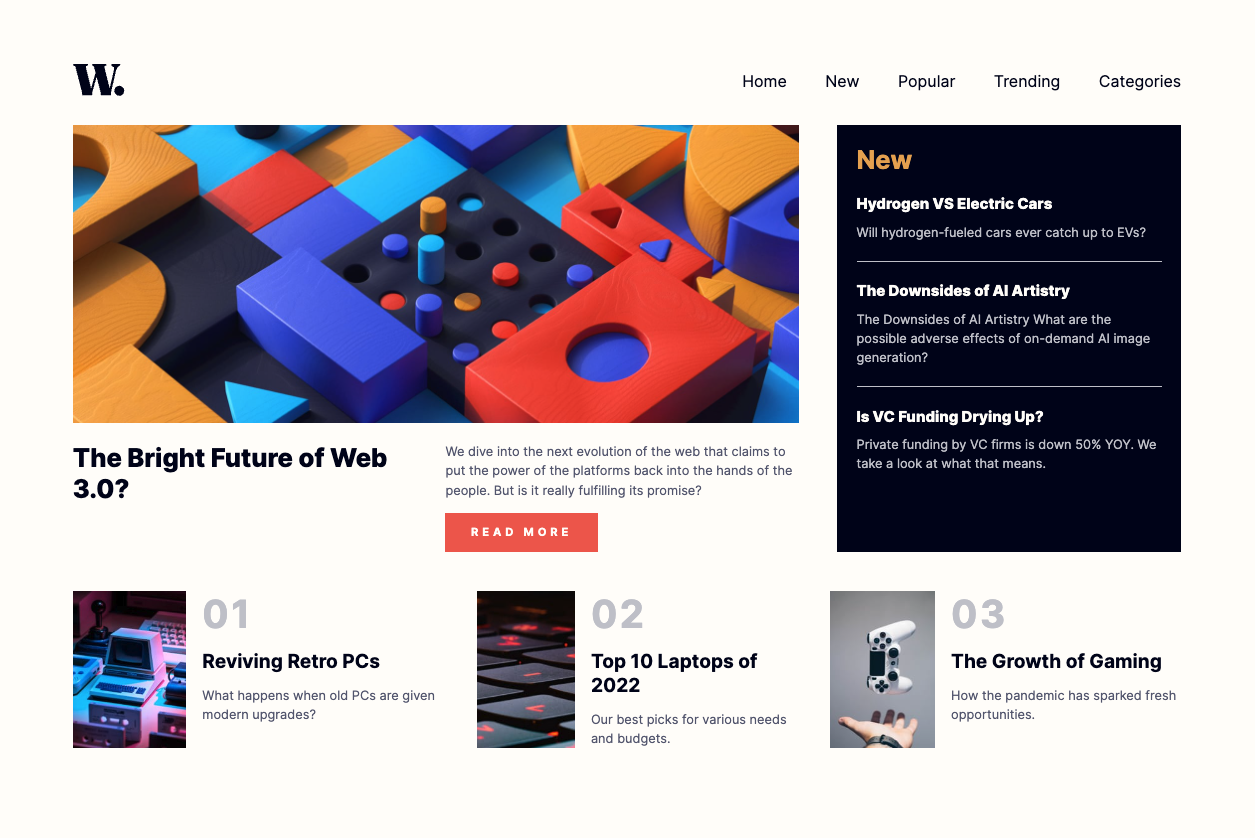 W.
Home
New
Popular
Trending
Categories
The Bright Future of Web
3.0?
We dive into the next evolution of the web that claims to
put the power of the platforms back into the hands of the
people. But is it really fulfilling its promise?
READ MORE
New
Hydrogen VS Electric Cars
Will hydrogen-fueled cars ever catch up to EVs?
The Downsides of AI Artistry
The Downsides of AI Artistry What are the
possible adverse effects of on-demand AI image
generation?
Is VC Funding Drying Up?
Private funding by VC firms is down 50% YOY. We
take a look at what that means.
01
Reviving Retro PCs
What happens when old PCs are given
modern upgrades?
02
Top 10 Laptops of
2022
Our best picks for various needs
and budgets.
03
The Growth of Gaming
How the pandemic has sparked fresh
opportunities.